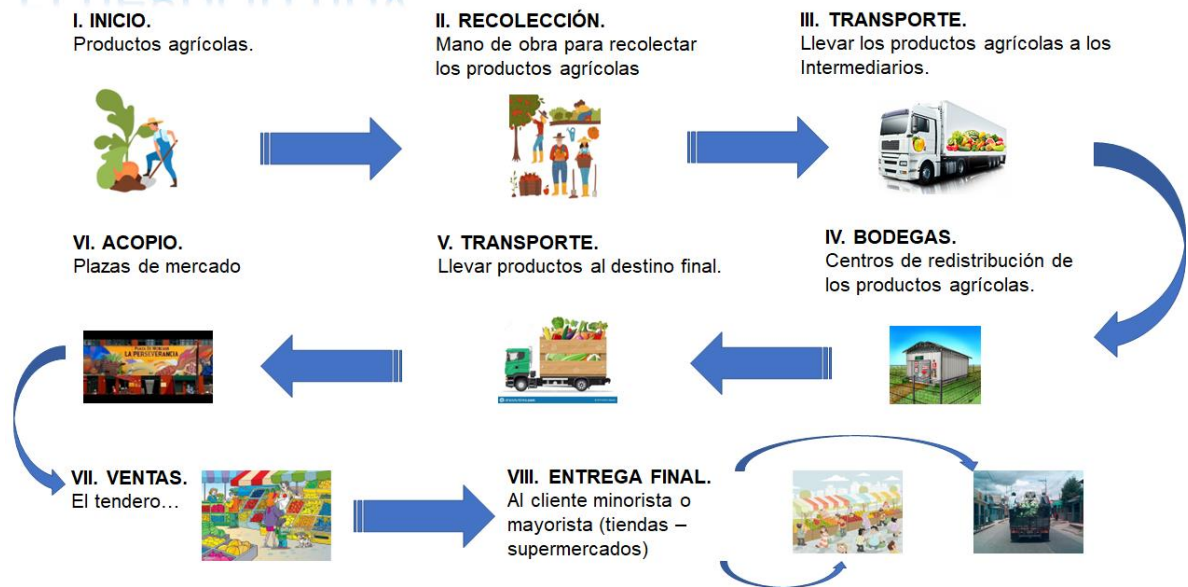 I. INICIO.
Productos agrícolas.
II. RECOLECCIÓN.
Mano de obra para recolectar
los productos agrícolas
III. TRANSPORTE.
Llevar los productos agrícolas a los
Intermediarios.
IV. BODEGAS.
Centros de redistribución de
los productos agrícolas.
V. TRANSPORTE.
Llevar productos al destino final.
VI. ACOPIO.
Plazas de mercado
PLAZA DE MERCADO
LA PERSEVERANCIA
VII. VENTAS.
El tendero…
VIII. ENTREGA FINAL.
Al cliente minorista o
mayorista (tiendas –
supermercados)